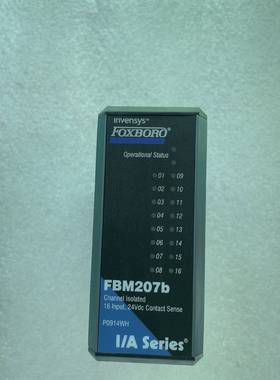 invensys™
FOXBORO®
Operational Status
01 09
02 10
03 11
04 12
05 13
06 14
07 15
08 16
FBM207b
Channel Isolated
16 Input, 24Vdc Contact Sense
P0914WH
I/A Series®